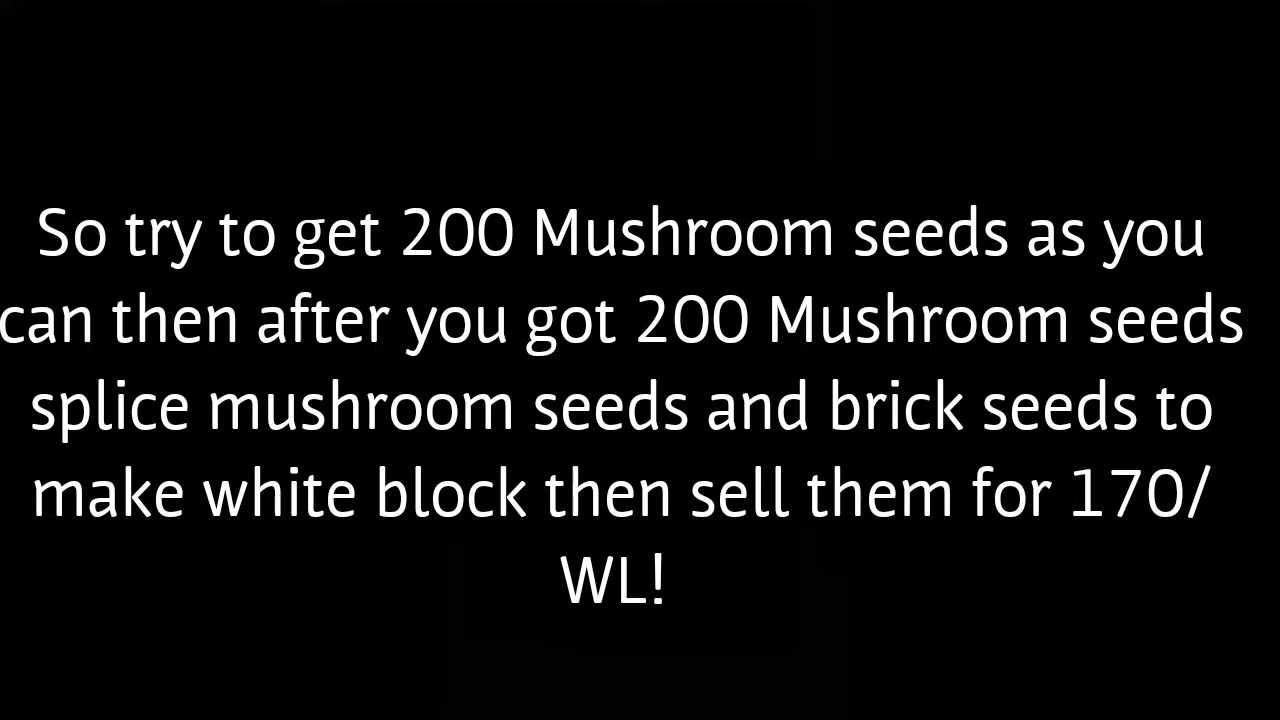 So try to get 200 Mushroom seeds as you
can then after you got 200 Mushroom seeds
splice mushroom seeds and brick seeds to
make white block then sell them for 170/
WL!